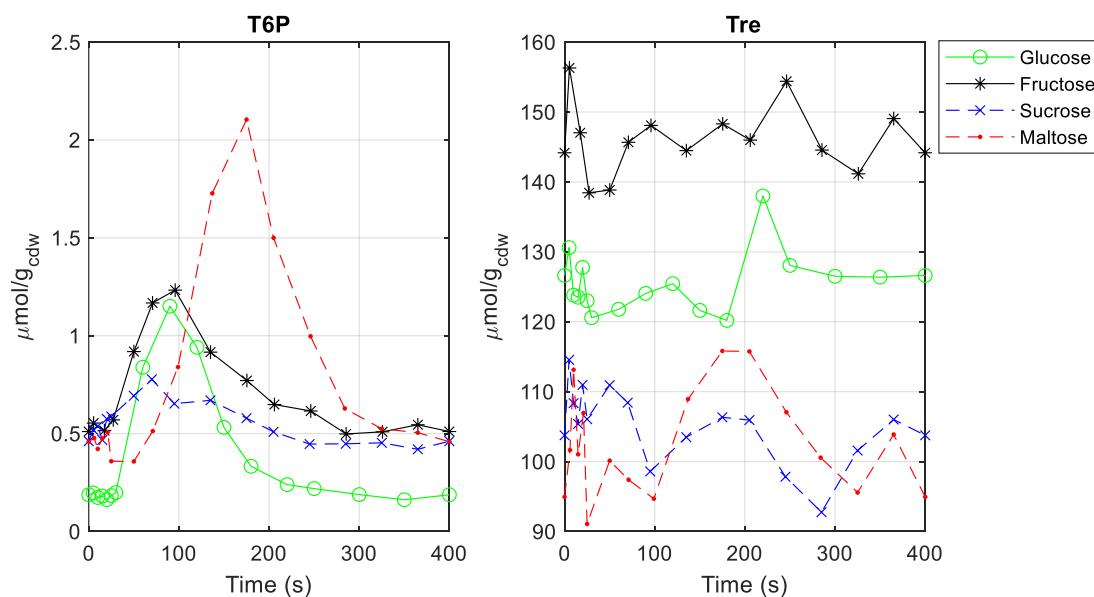 T6P
2.5
2
1.5
1
0.5
0
0 100 200 300 400
Time (s)
μmol/g_cdw
Tre
160
150
140
130
120
110
100
90
0 100 200 300 400
Time (s)
μmol/g_cdw
Glucose
Fructose
Sucrose
Maltose